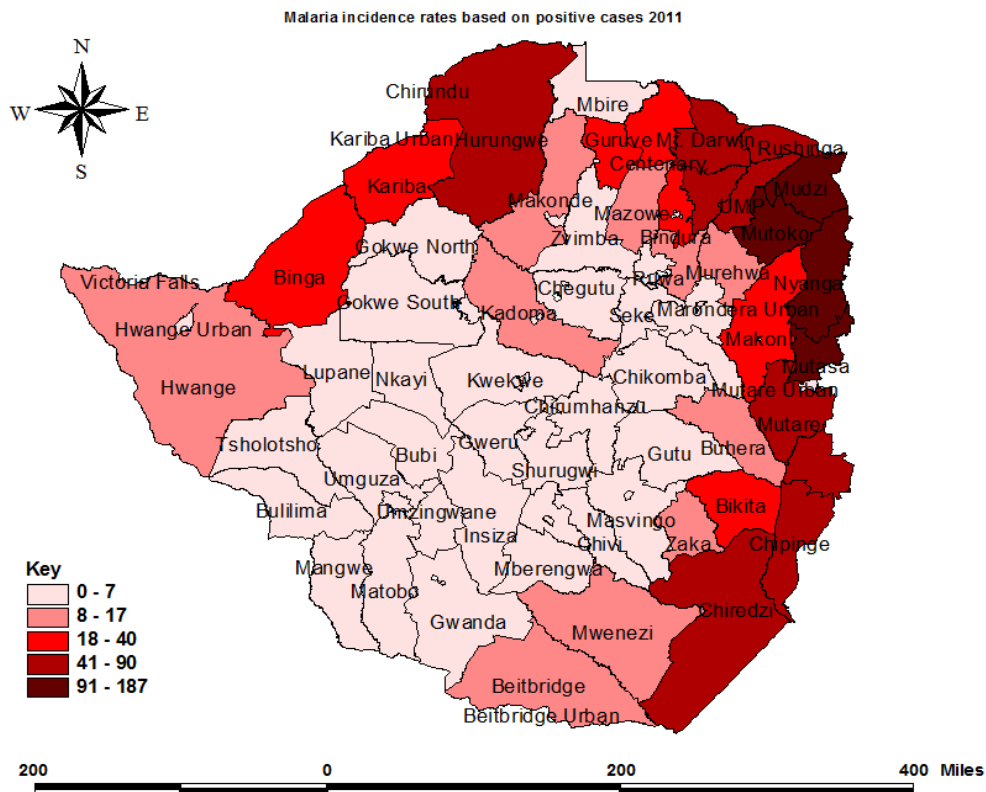 Malaria incidence rates based on positive cases 2011
N
W E
S
Chirundu
Mbire
Kariba Urban
Hurungwe
Guruve
Mt. Darwin
Rushinga
Centenary
Kariba
Mudzi
Makonde
Mazowe
UMP
Mutoko
Zvimba
Bindura
Gokwe North
Binga
Victoria Falls
Ruwa
Murehwa
Nyanga
Chegutu
Gokwe South
Kadoma
Seke
Marondera Urban
Hwange Urban
Makoni
Mutasa
Lupane
Nkayi
Kwekwe
Chikomba
Hwange
Mutare Urban
Chirumhanzu
Mutare
Tsholotsho
Gweru
Bubi
Gutu
Buhera
Umguza
Shurugwi
Bulilima
Umzingwane
Masvingo
Bikita
Insiza
Chivi
Zaka
Chipinge
Mangwe
Mberengwa
Matobo
Chiredzi
Gwanda
Mwenezi
Beitbridge
Beitbridge Urban
Key
0 - 7
8 - 17
18 - 40
41 - 90
91 - 187
200 0 200 400 Miles